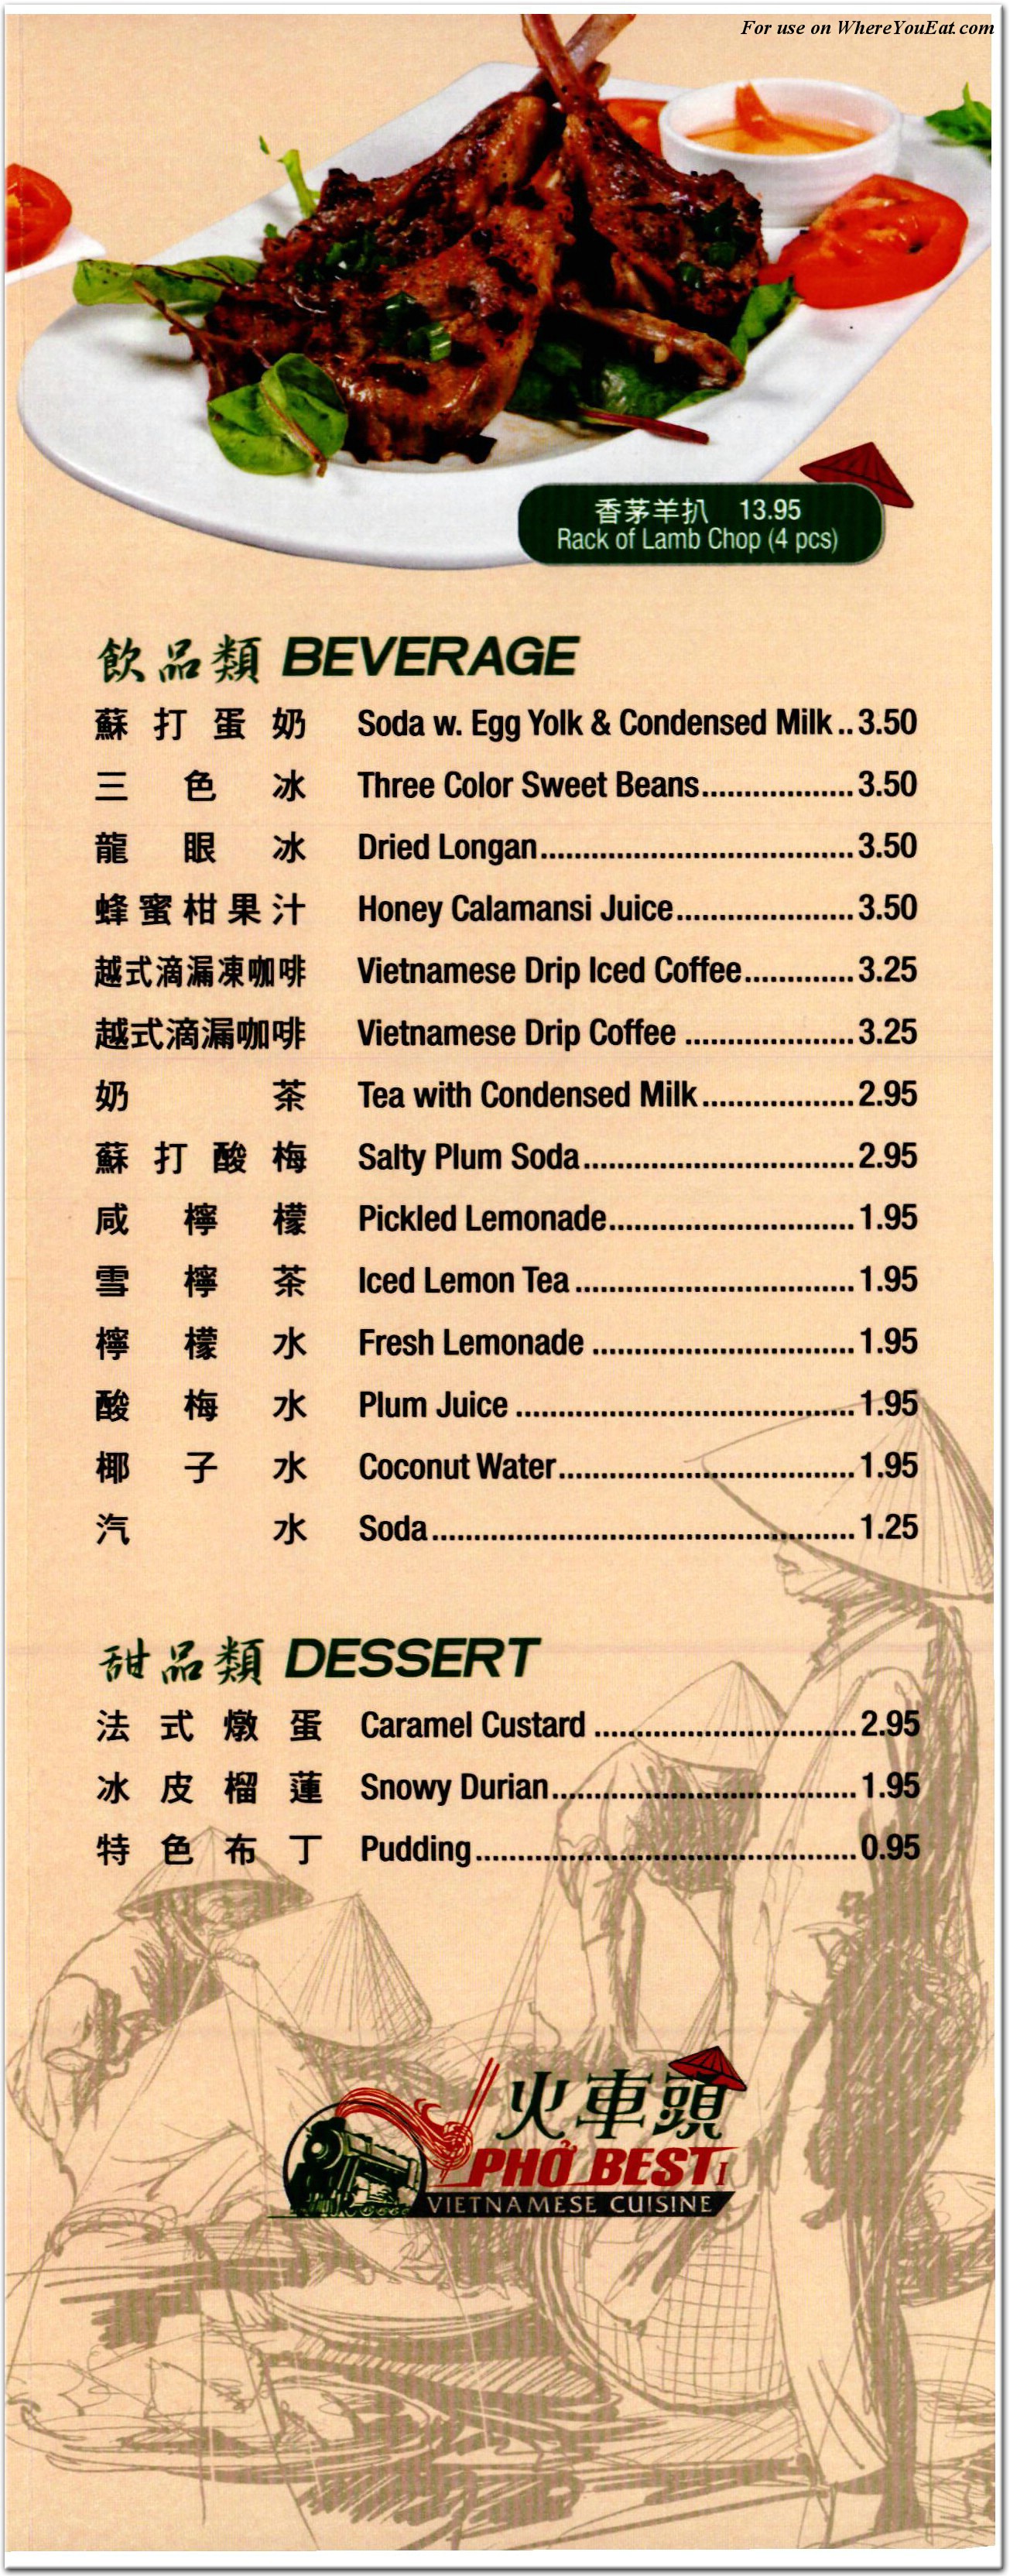 For use on WhereYouEat.com
香茅羊扒 13.95
Rack of Lamb Chop (4 pcs)
飲品類 BEVERAGE
蘇打蛋奶 Soda w. Egg Yolk & Condensed Milk..3.50
三色冰 Three Color Sweet Beans..................3.50
龍眼冰 Dried Longan.....................................3.50
蜂蜜柑果汁 Honey Calamansi Juice.....................3.50
越式滴漏凍咖啡 Vietnamese Drip Iced Coffee.............3.25
越式滴漏咖啡 Vietnamese Drip Coffee ....................3.25
奶茶 Tea with Condensed Milk..................2.95
蘇打酸梅 Salty Plum Soda................................2.95
咸檸檬 Pickled Lemonade.............................1.95
雪檸茶 Iced Lemon Tea .................................1.95
檸檬水 Fresh Lemonade ...............................1.95
酸梅水 Plum Juice ........................................1.95
椰子水 Coconut Water...................................1.95
汽水 Soda..................................................1.25
甜品類 DESSERT
法式燉蛋 Caramel Custard ...............................2.95
冰皮榴蓮 Snowy Durian....................................1.95
特色布丁 Pudding.............................................0.95
火車頭
PHỞ BEST I
VIETNAMESE CUISINE